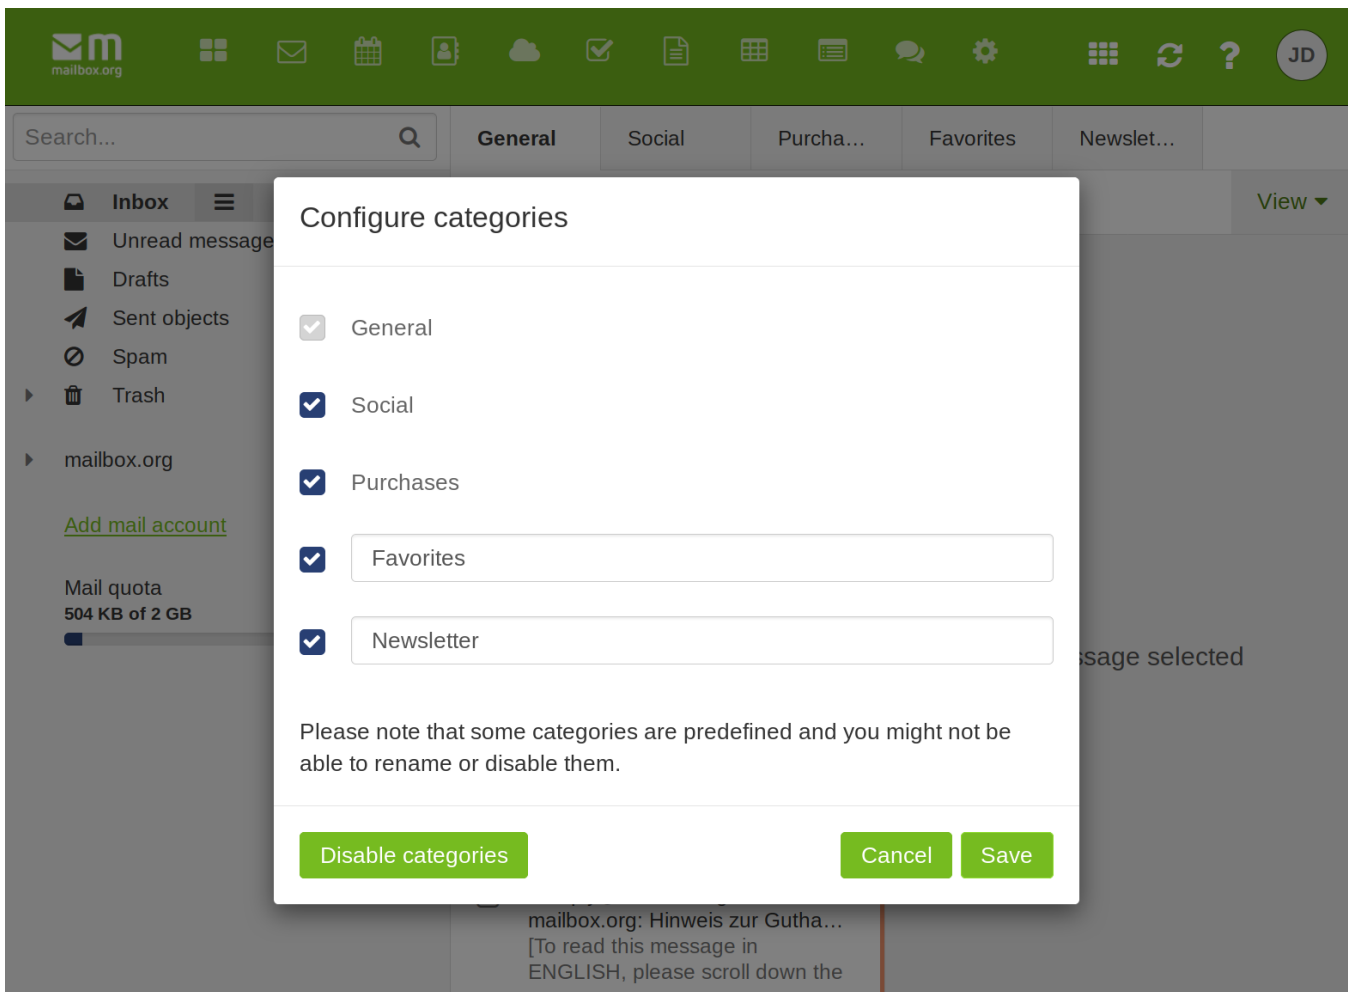 mailbox.org
JD
Search...
General
Social
Purcha…
Favorites
Newslet…
Inbox
View
Unread message
Drafts
Sent objects
Spam
Trash
mailbox.org
Add mail account
Mail quota
504 KB of 2 GB
Configure categories
General
Social
Purchases
Favorites
Newsletter
Please note that some categories are predefined and you might not be
able to rename or disable them.
Disable categories
Cancel
Save
ssage selected
mailbox.org: Hinweis zur Gutha…
[To read this message in
ENGLISH, please scroll down the